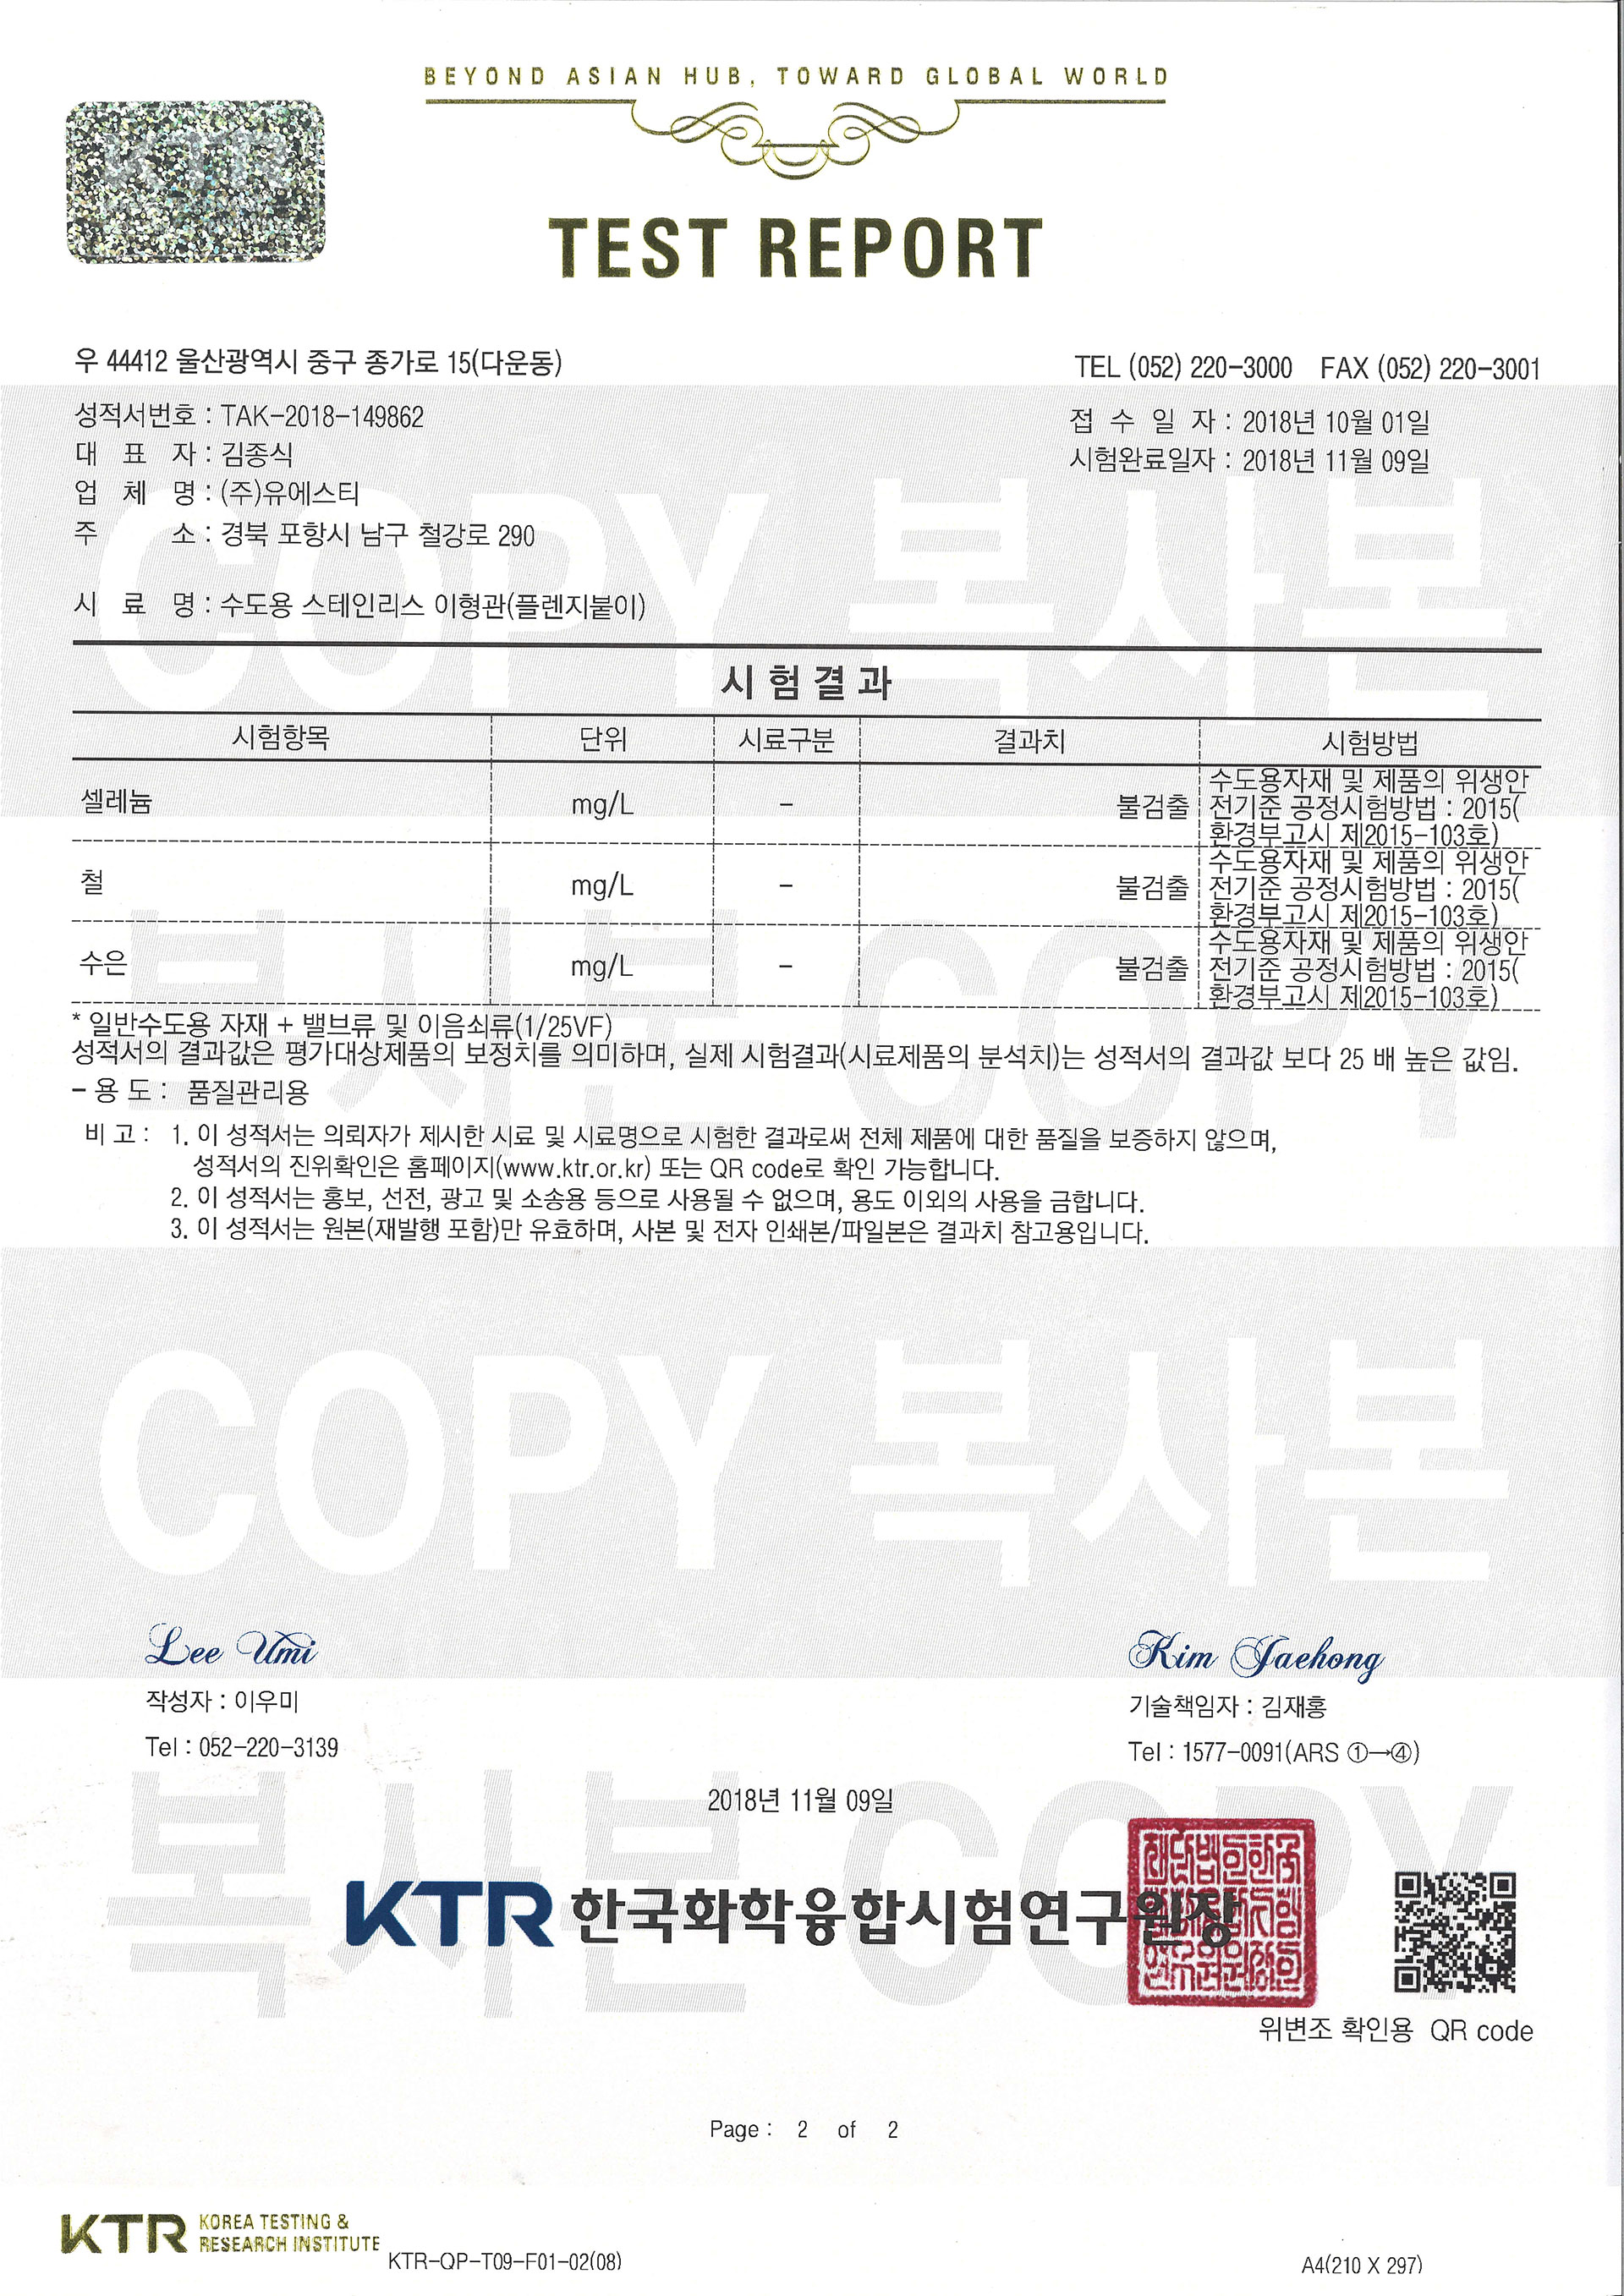 BEYOND ASIAN HUB, TOWARD GLOBAL WORLD
KTR
TEST REPORT
우 44412 울산광역시 중구 종가로 15(다운동)
TEL (052) 220-3000 FAX (052) 220-3001
성적서번호 : TAK-2018-149862
접 수 일 자 : 2018년 10월 01일
대 표 자 : 김종식
시험완료일자 : 2018년 11월 09일
업 체 명 : (주)유에스티
주 소 : 경북 포항시 남구 철강로 290
COPY 복사본
시 료 명 : 수도용 스테인리스 이형관(플렌지붙이)
시 험 결 과
시험항목 단위 시료구분 결과치 시험방법
셀레늄 mg/L - 불검출 수도용자재 및 제품의 위생안
전기준 공정시험방법 : 2015(
환경부고시 제2015-103호)
철 mg/L - 불검출 수도용자재 및 제품의 위생안
전기준 공정시험방법 : 2015(
환경부고시 제2015-103호)
수은 mg/L - 불검출 수도용자재 및 제품의 위생안
전기준 공정시험방법 : 2015(
환경부고시 제2015-103호)
복사본 COPY
* 일반수도용 자재 + 밸브류 및 이음쇠류(1/25VF)
성적서의 결과값은 평가대상제품의 보정치를 의미하며, 실제 시험결과(시료제품의 분석치)는 성적서의 결과값 보다 25 배 높은 값임.
- 용 도 : 품질관리용
비 고 : 1. 이 성적서는 의뢰자가 제시한 시료 및 시료명으로 시험한 결과로써 전체 제품에 대한 품질을 보증하지 않으며,
성적서의 진위확인은 홈페이지(www.ktr.or.kr) 또는 QR code로 확인 가능합니다.
2. 이 성적서는 홍보, 선전, 광고 및 소송용 등으로 사용될 수 없으며, 용도 이외의 사용을 금합니다.
3. 이 성적서는 원본(재발행 포함)만 유효하며, 사본 및 전자 인쇄본/파일본은 결과치 참고용입니다.
COPY 복사본
Lee Umi
Kim Jaehong
작성자 : 이우미
기술책임자 : 김재홍
Tel : 052-220-3139
Tel : 1577-0091(ARS ①→④)
2018년 11월 09일
복사본 COPY
KTR 한국화학융합시험연구원장
위변조 확인용 QR code
Page : 2 of 2
KTR KOREA TESTING &
RESEARCH INSTITUTE
KTR-QP-T09-F01-02(08)
A4(210 X 297)